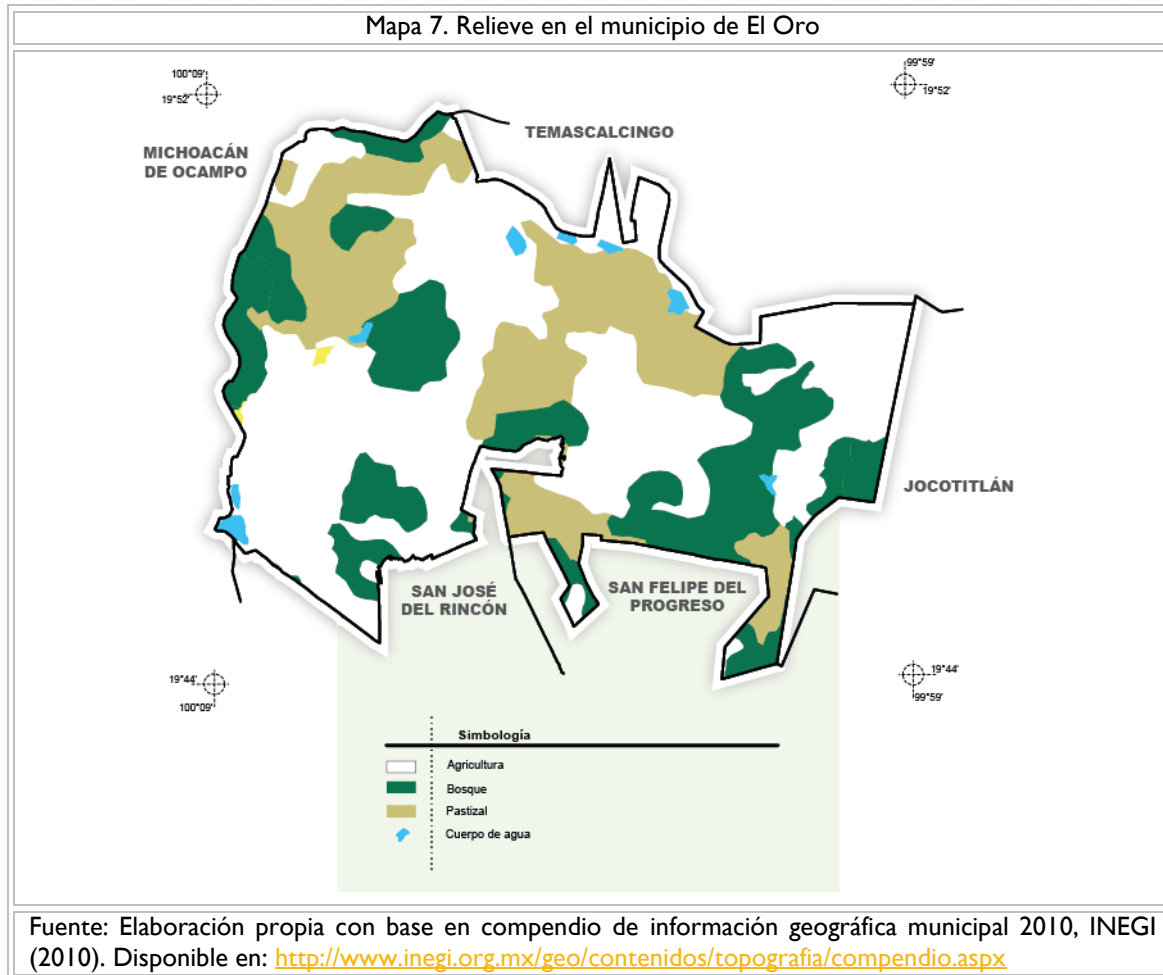 Mapa 7. Relieve en el municipio de El Oro
100°09'
19°52'
99°59'
19°52'
TEMASCALCINGO
MICHOACÁN
DE OCAMPO
JOCOTITLÁN
SAN JOSÉ
DEL RINCÓN
SAN FELIPE DEL
PROGRESO
19°44'
100°09'
19°44'
99°59'
Simbología
Agricultura
Bosque
Pastizal
Cuerpo de agua
Fuente: Elaboración propia con base en compendio de información geográfica municipal 2010, INEGI
(2010). Disponible en: http://www.inegi.org.mx/geo/contenidos/topografia/compendio.aspx